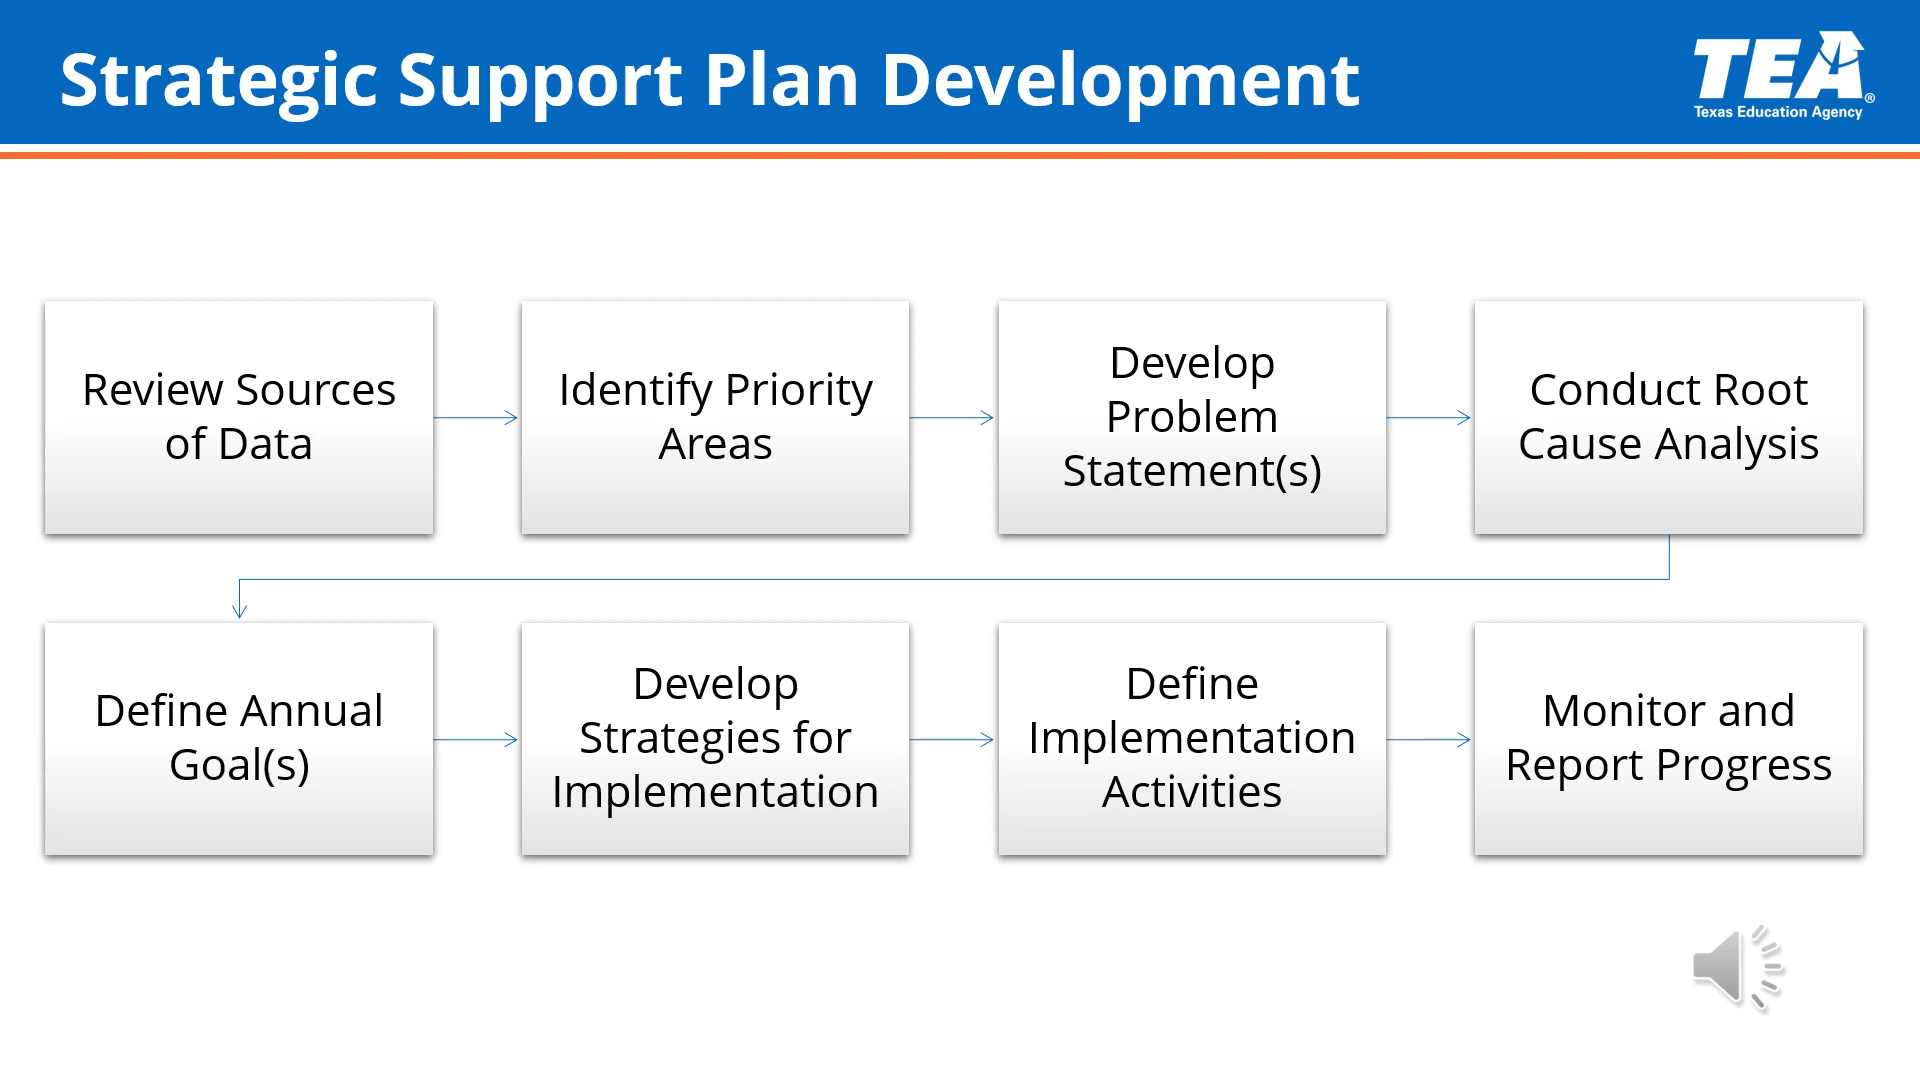 Strategic Support Plan Development
TEA®
Texas Education Agency
Review Sources
of Data
Identify Priority
Areas
Develop
Problem
Statement(s)
Conduct Root
Cause Analysis
Define Annual
Goal(s)
Develop
Strategies for
Implementation
Define
Implementation
Activities
Monitor and
Report Progress